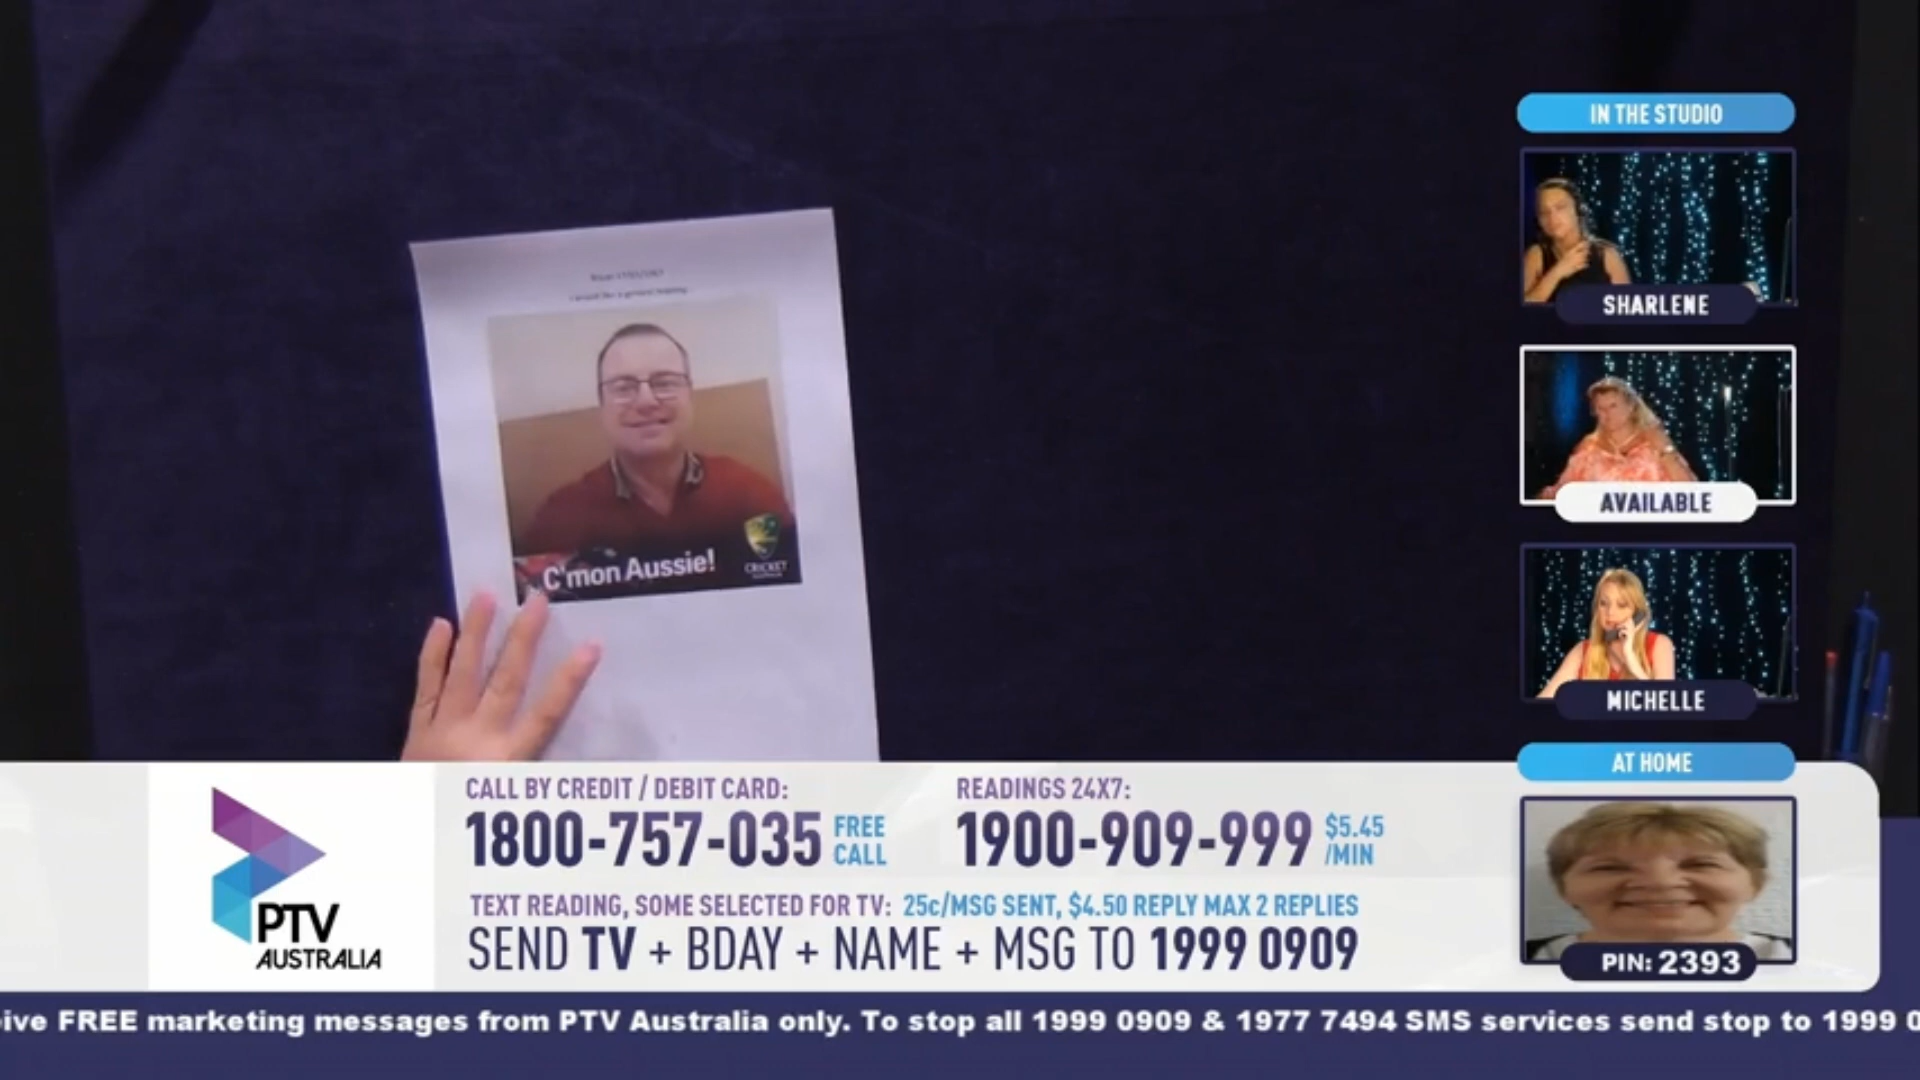 IN THE STUDIO
SHARLENE
AVAILABLE
MICHELLE
AT HOME
PIN: 2393
C'mon Aussie!
CRICKET
CALL BY CREDIT / DEBIT CARD:
1800-757-035 FREE CALL
READINGS 24X7:
1900-909-999 $5.45 /MIN
TEXT READING, SOME SELECTED FOR TV: 25c/MSG SENT, $4.50 REPLY MAX 2 REPLIES
SEND TV + BDAY + NAME + MSG TO 1999 0909
PTV
AUSTRALIA
ive FREE marketing messages from PTV Australia only. To stop all 1999 0909 & 1977 7494 SMS services send stop to 1999 0